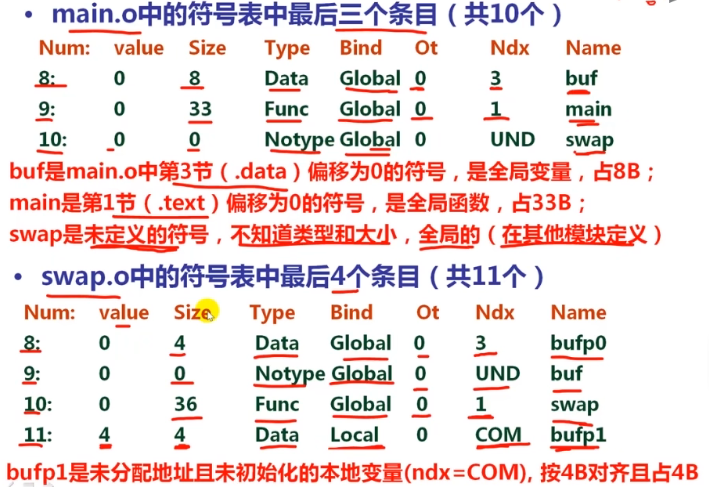 • main.o中的符号表中最后三个条目（共10个）
Num: value Size Type Bind Ot Ndx Name
8: 0 8 Data Global 0 3 buf
9: 0 33 Func Global 0 1 main
10: 0 0 Notype Global 0 UND swap
buf是main.o中第3节（.data）偏移为0的符号，是全局变量，占8B；
main是第1节（.text）偏移为0的符号，是全局函数，占33B；
swap是未定义的符号，不知道类型和大小，全局的（在其他模块定义）
• swap.o中的符号表中最后4个条目（共11个）
Num: value Size Type Bind Ot Ndx Name
8: 0 4 Data Global 0 3 bufp0
9: 0 0 Notype Global 0 UND buf
10: 0 36 Func Global 0 1 swap
11: 4 4 Data Local 0 COM bufp1
bufp1是未分配地址且未初始化的本地变量(ndx=COM), 按4B对齐且占4B